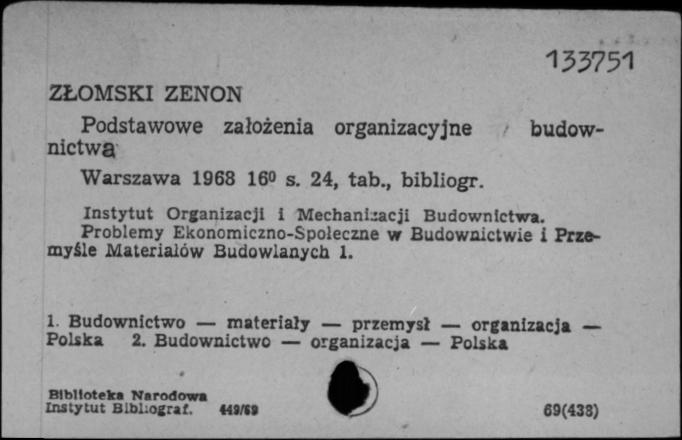 133751
ZŁOMSKI ZENON
Podstawowe założenia organizacyjne budow-
nictwa
Warszawa 1968 16⁰ s. 24, tab., bibliogr.
Instytut Organizacji i Mechanizacji Budownictwa.
Problemy Ekonomiczno-Społeczne w Budownictwie i Prze-
myśle Materiałów Budowlanych 1.
1. Budownictwo — materiały — przemysł — organizacja —
Polska 2. Budownictwo — organizacja — Polska
Biblioteka Narodowa
Instytut Bibliograf. 449/69
69(438)